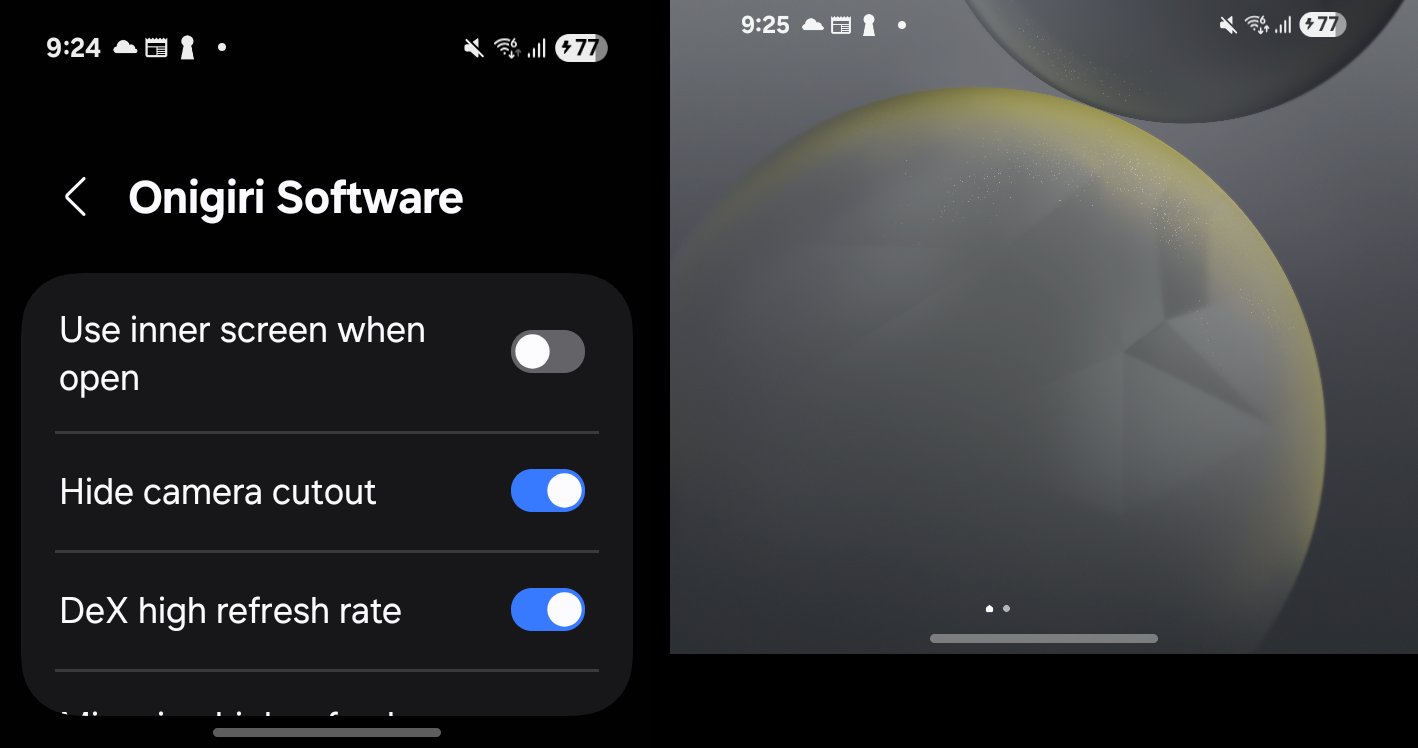 9:24
77
Onigiri Software
Use inner screen when
open
Hide camera cutout
DeX high refresh rate
9:25
77